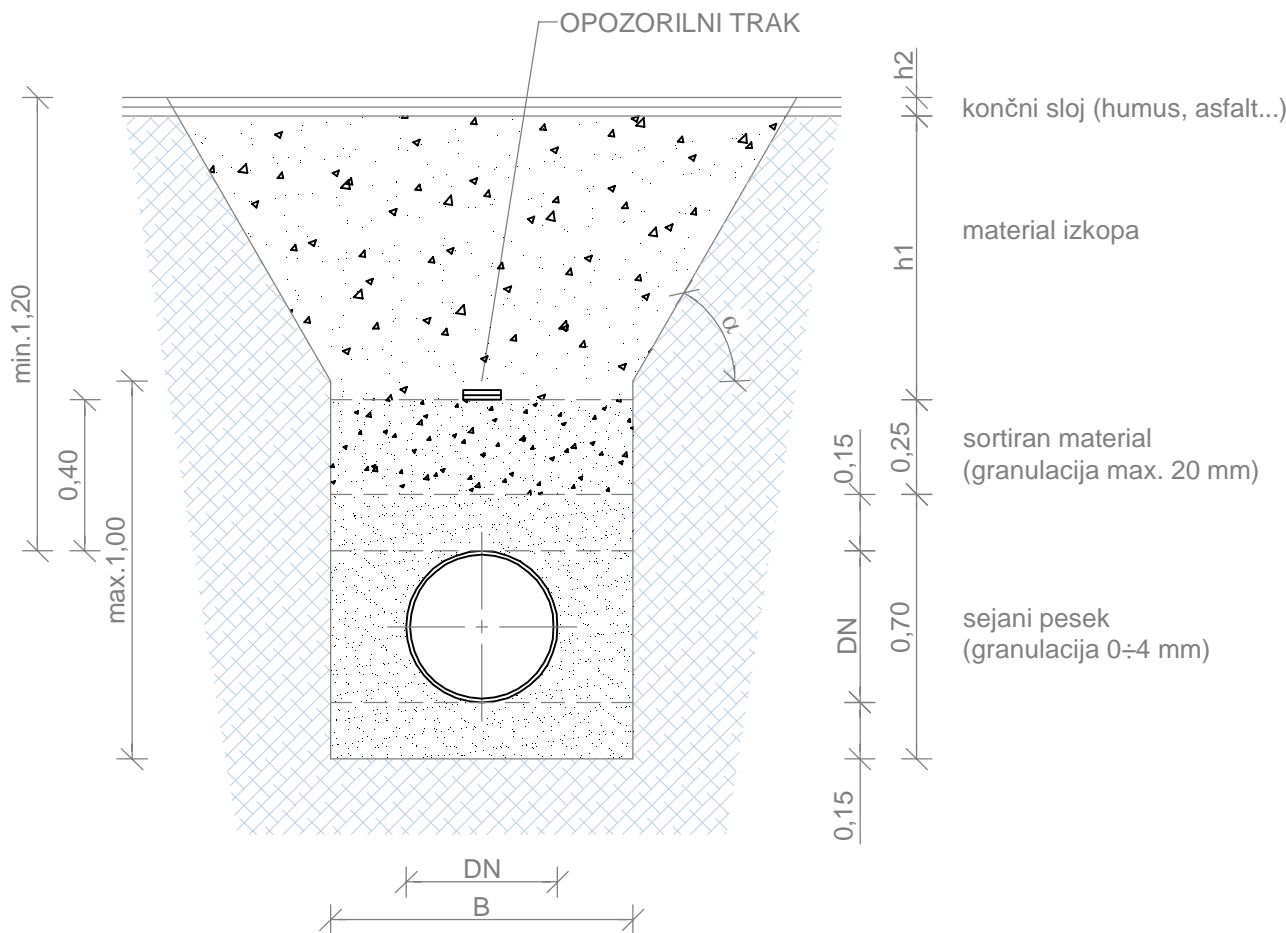 OPOZORILNI TRAK
h2
končni sloj (humus, asfalt...)
material izkopa
h1
min.1,20
α
0,40
max.1,00
0,15
0,25
sortiran material
(granulacija max. 20 mm)
DN
0,70
sejani pesek
(granulacija 0÷4 mm)
0,15
DN
B